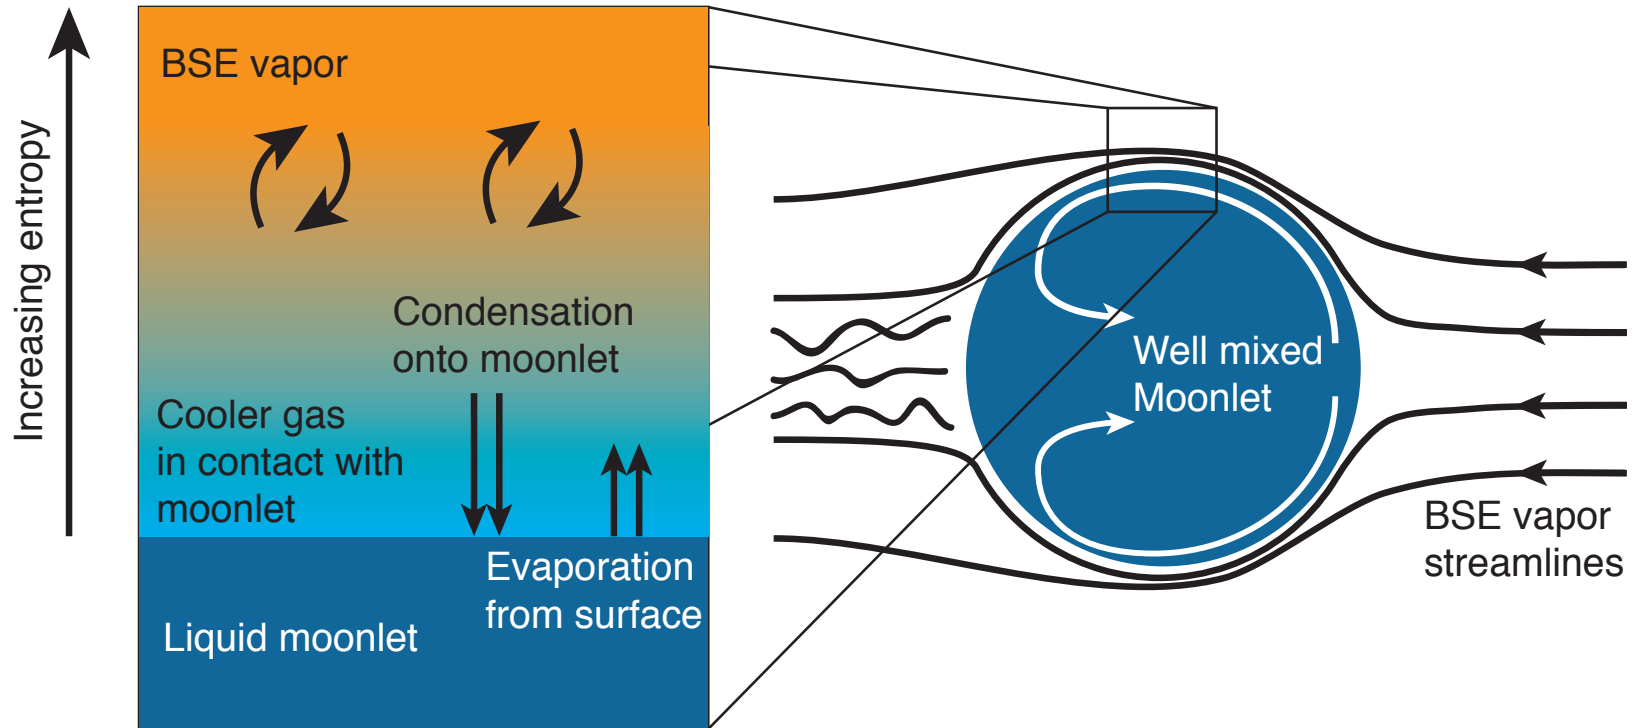 Increasing entropy
BSE vapor
Condensation
onto moonlet
Cooler gas
in contact with
moonlet
Evaporation
from surface
Liquid moonlet
Well mixed
Moonlet
BSE vapor
streamlines